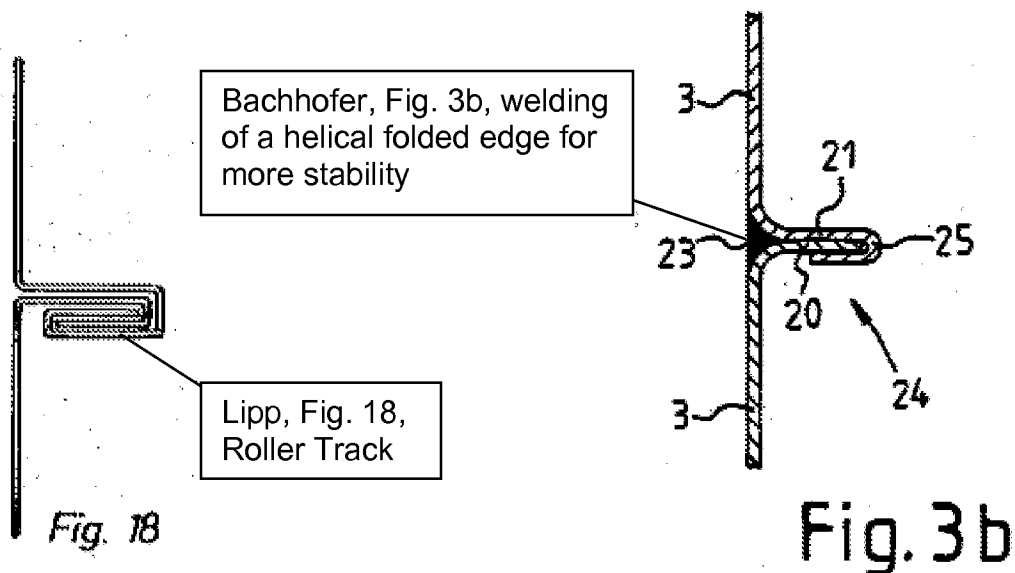 Bachhofer, Fig. 3b, welding
of a helical folded edge for
more stability
Lipp, Fig. 18,
Roller Track
Fig. 18
3
21
23
25
20
24
3
Fig. 3b